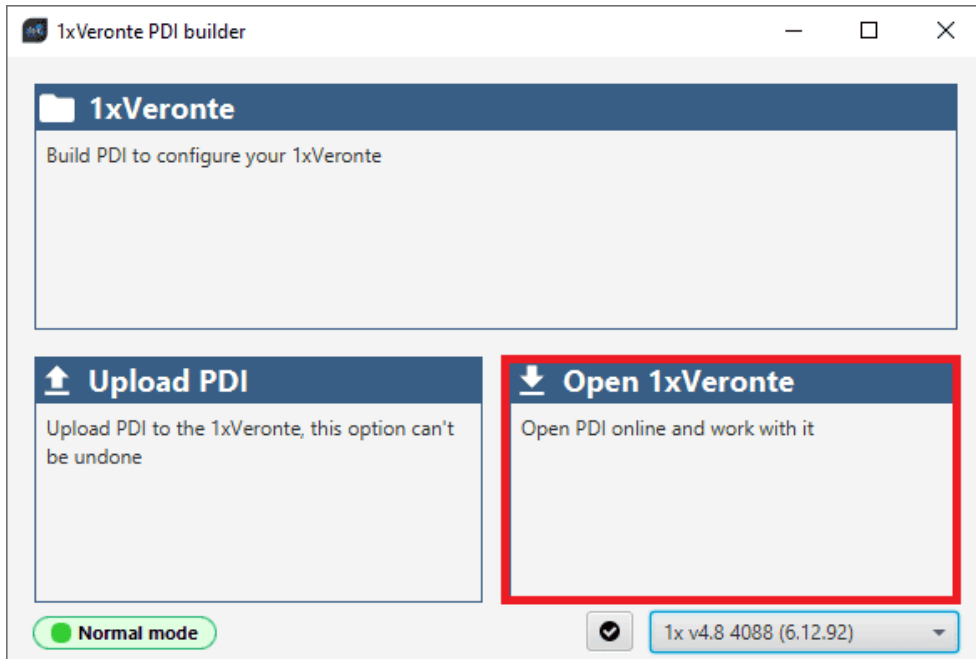 1xVeronte PDI builder
1xVeronte
Build PDI to configure your 1xVeronte
Upload PDI
Upload PDI to the 1xVeronte, this option can't
be undone
Open 1xVeronte
Open PDI online and work with it
Normal mode
1x v4.8 4088 (6.12.92)